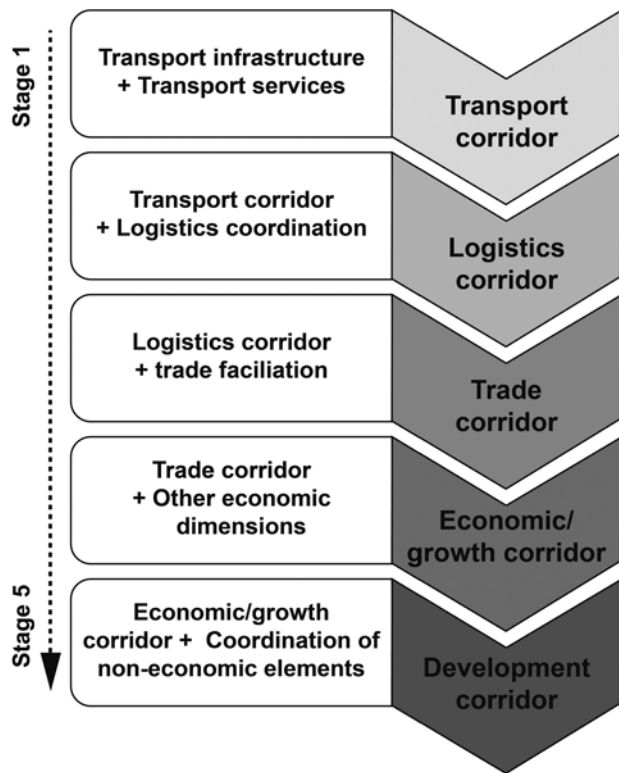 Stage 1
Transport infrastructure
+ Transport services
Transport
corridor
Transport corridor
+ Logistics coordination
Logistics
corridor
Logistics corridor
+ trade faciliation
Trade
corridor
Trade corridor
+ Other economic
dimensions
Economic/
growth corridor
Stage 5
Economic/growth
corridor + Coordination of
non-economic elements
Development
corridor